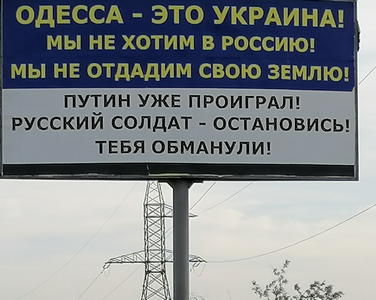 ОДЕССА - ЭТО УКРАИНА!
МЫ НЕ ХОТИМ В РОССИЮ!
МЫ НЕ ОТДАДИМ СВОЮ ЗЕМЛЮ!
ПУТИН УЖЕ ПРОИГРАЛ!
РУССКИЙ СОЛДАТ - ОСТАНОВИСЬ!
ТЕБЯ ОБМАНУЛИ!